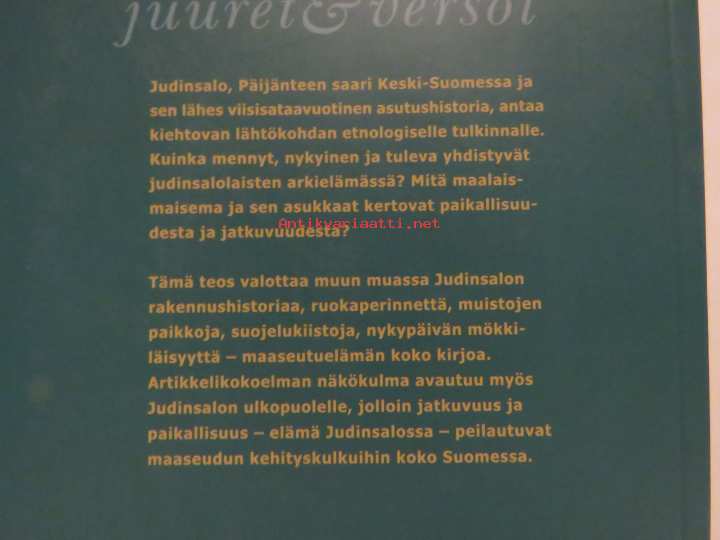 juuret & versot
Judinsalo, Päijänteen saari Keski-Suomessa ja
sen lähes viisisataavuotinen asutushistoria, antaa
kiehtovan lähtökohdan etnologiselle tulkinnalle.
Kuinka mennyt, nykyinen ja tuleva yhdistyvät
judinsalolaisten arkielämässä? Mitä maalais-
maisema ja sen asukkaat kertovat paikallisuu-
Antikvariaatti.net
desta ja jatkuvuudesta?
Tämä teos valottaa muun muassa Judinsalon
rakennushistoriaa, ruokaperinnettä, muistojen
paikkoja, suojelukiistoja, nykypäivän mökki-
läisyyttä – maaseutuelämän koko kirjoa.
Artikkelikokoelman näkökulma avautuu myös
Judinsalon ulkopuolelle, jolloin jatkuvuus ja
paikallisuus – elämä Judinsalossa – peilautuvat
maaseudun kehityskulkuihin koko Suomessa.